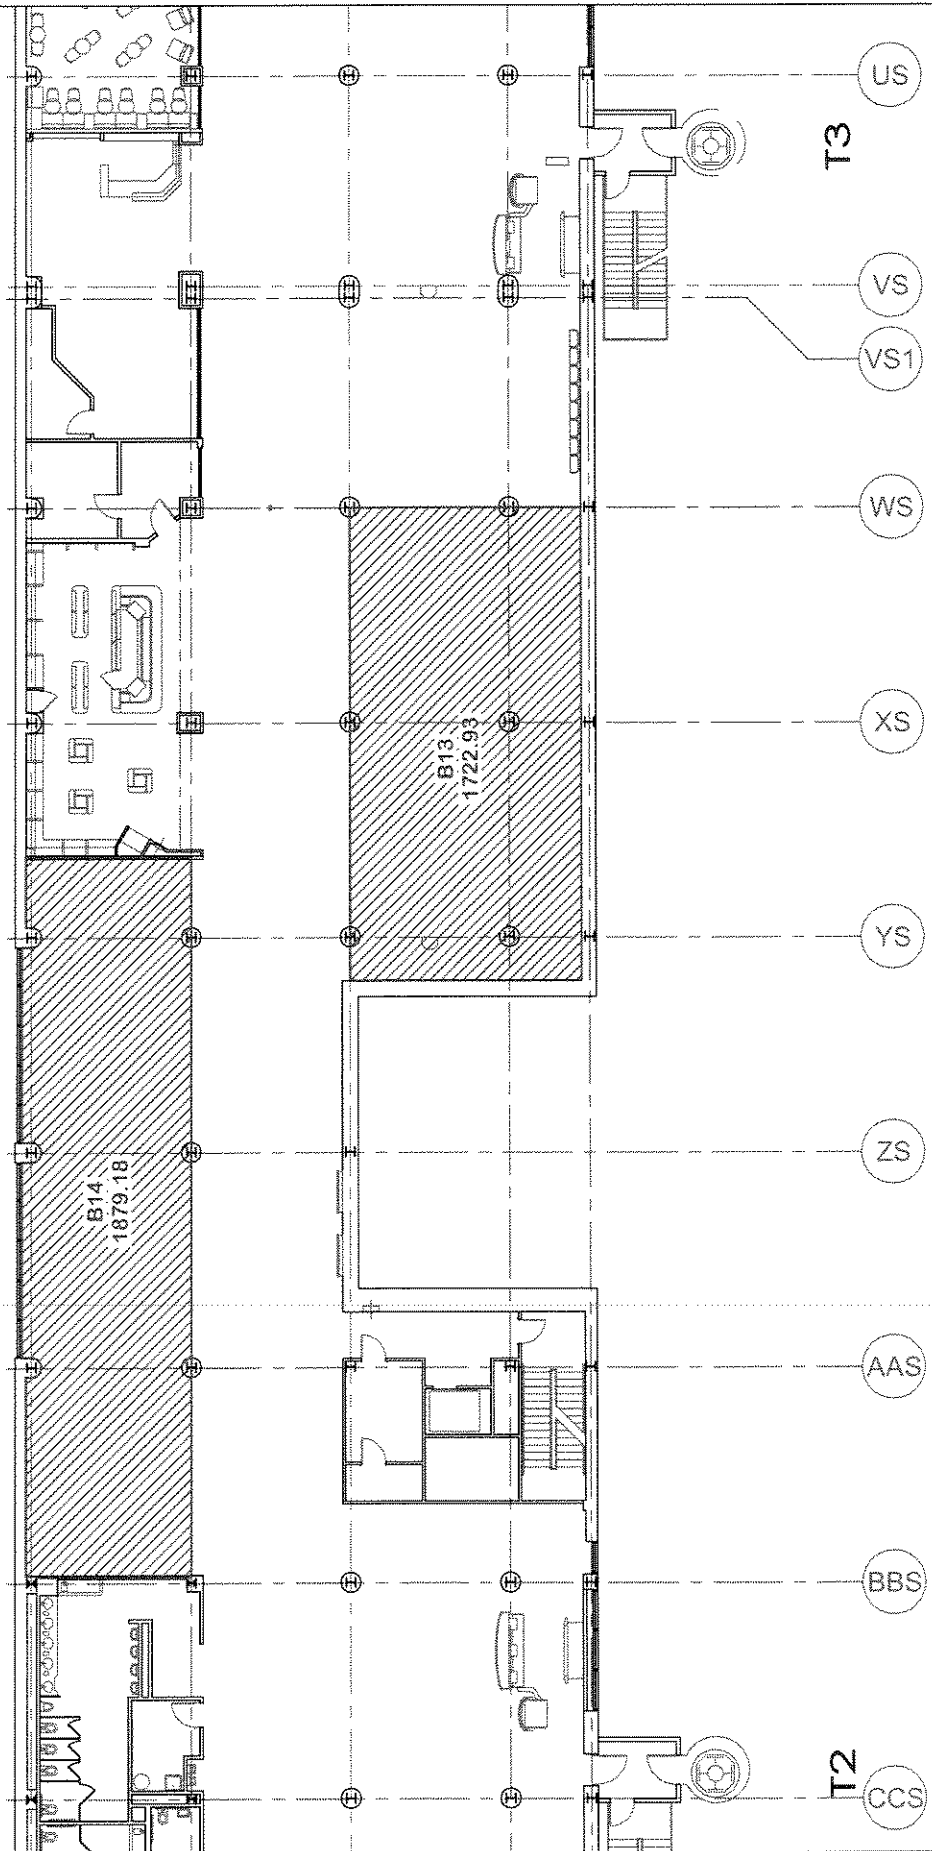 US
T3
VS
VS1
WS
XS
B13
1722.93
YS
ZS
B14
1879.18
AAS
BBS
T2
CCS